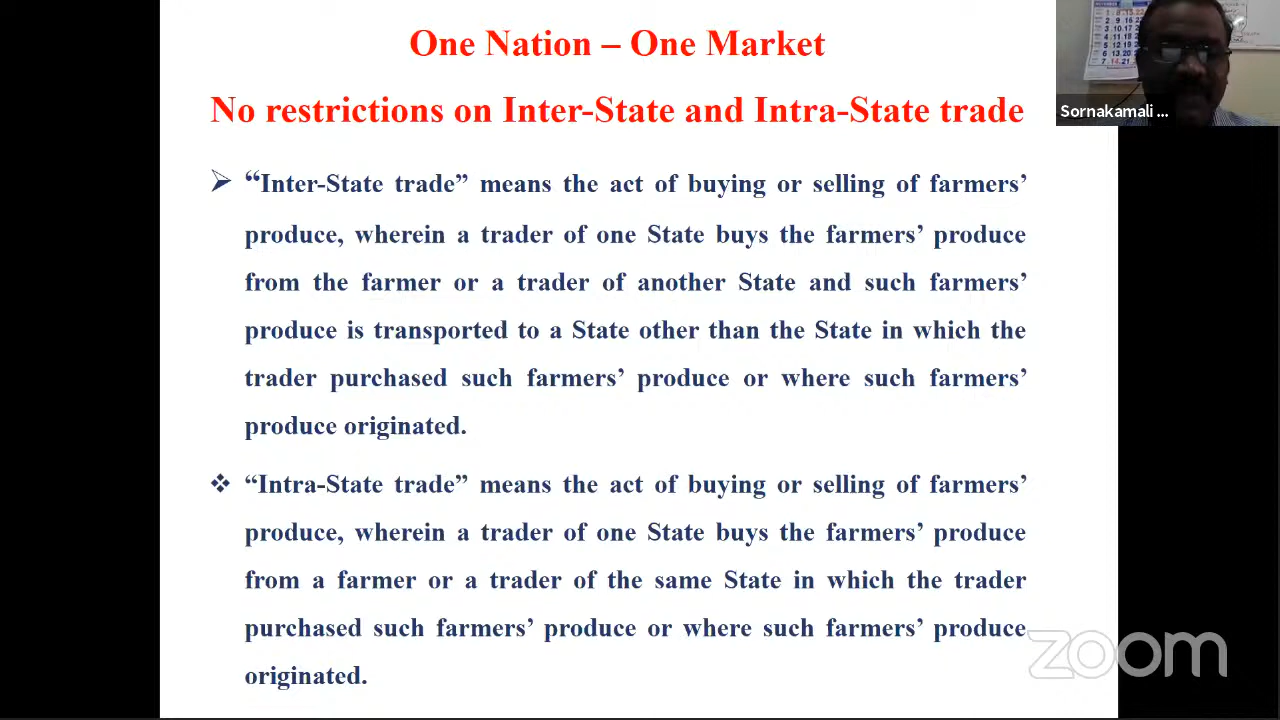 One Nation – One Market
No restrictions on Inter-State and Intra-State trade
Sornakamali ...
“Inter-State trade” means the act of buying or selling of farmers’
produce, wherein a trader of one State buys the farmers’ produce
from the farmer or a trader of another State and such farmers’
produce is transported to a State other than the State in which the
trader purchased such farmers’ produce or where such farmers’
produce originated.
“Intra-State trade” means the act of buying or selling of farmers’
produce, wherein a trader of one State buys the farmers’ produce
from a farmer or a trader of the same State in which the trader
purchased such farmers’ produce or where such farmers’ produce
originated.
zoom